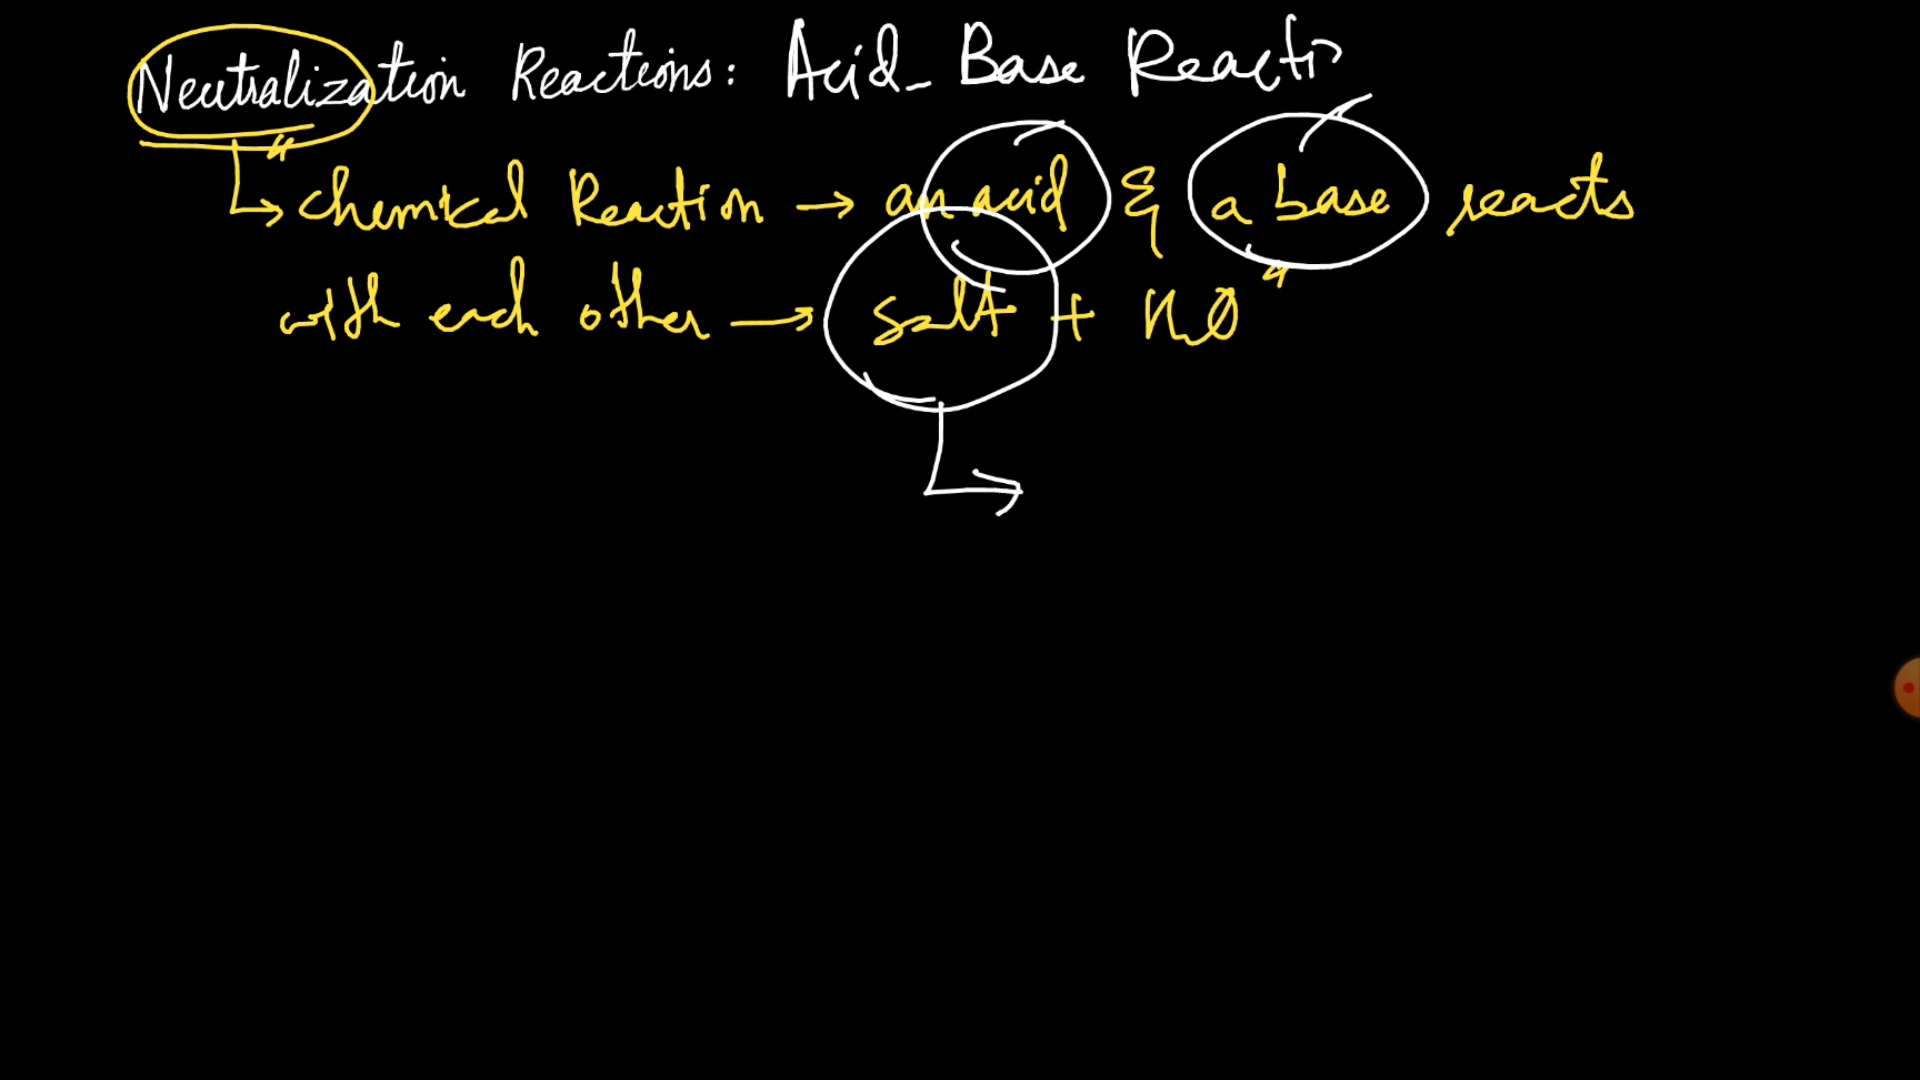 Neutralization Reactions: Acid-Base Reacti
chemical Reaction → an acid & a base reacts
with each other → salt + H2O